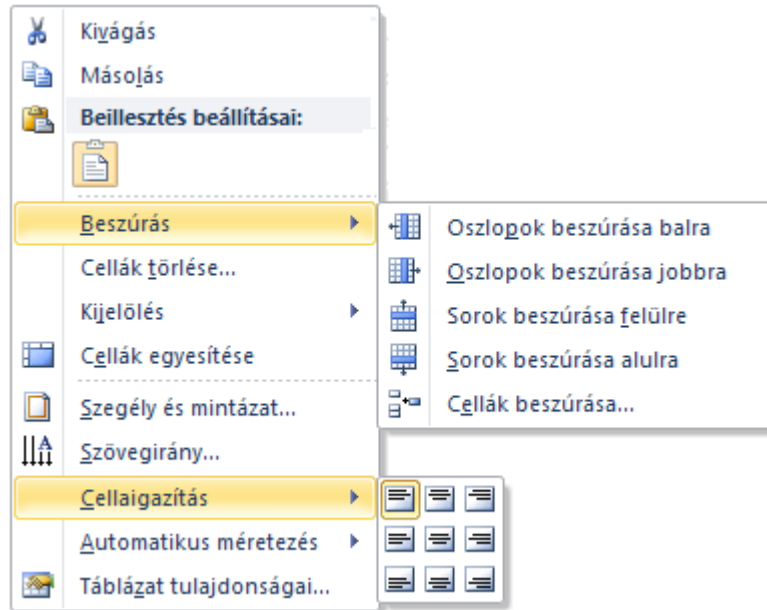 Kivágás
Másolás
Beillesztés beállításai:
Beszúrás
Cellák törlése...
Kijelölés
Cellák egyesítése
Szegély és mintázat...
Szövegirány...
Cellaigazítás
Automatikus méretezés
Táblázat tulajdonságai...
Oszlopok beszúrása balra
Oszlopok beszúrása jobbra
Sorok beszúrása felülre
Sorok beszúrása alulra
Cellák beszúrása...